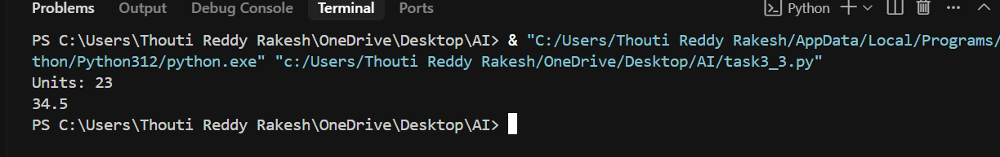 Problems Output Debug Console Terminal Ports Python
PS C:\Users\Thouti Reddy Rakesh\OneDrive\Desktop\AI> & "C:/Users/Thouti Reddy Rakesh/AppData/Local/Programs/
thon/Python312/python.exe" "c:/Users/Thouti Reddy Rakesh/OneDrive/Desktop/AI/task3_3.py"
Units: 23
34.5
PS C:\Users\Thouti Reddy Rakesh\OneDrive\Desktop\AI>